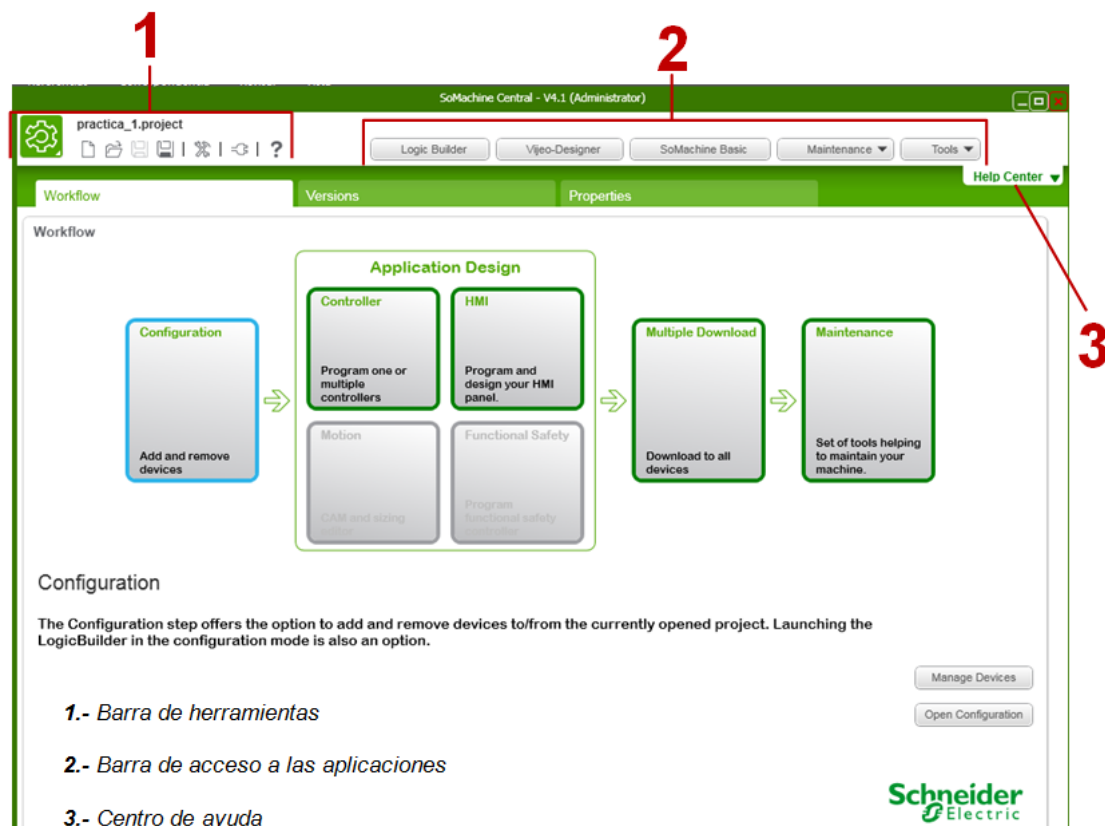 1
2
SoMachine Central - V4.1 (Administrator)
practica_1.project
Logic Builder
Vijeo-Designer
SoMachine Basic
Maintenance
Tools
Help Center
Workflow
Versions
Properties
3
Workflow
Application Design
Configuration
Add and remove
devices
Controller
Program one or
multiple
controllers
HMI
Program and
design your HMI
panel.
Motion
CAM and sizing
editor
Functional Safety
Program
functional safety
controller
Multiple Download
Download to all
devices
Maintenance
Set of tools helping
to maintain your
machine.
Configuration
The Configuration step offers the option to add and remove devices to/from the currently opened project. Launching the
LogicBuilder in the configuration mode is also an option.
Manage Devices
Open Configuration
1.- Barra de herramientas
2.- Barra de acceso a las aplicaciones
3.- Centro de ayuda
Schneider
Electric